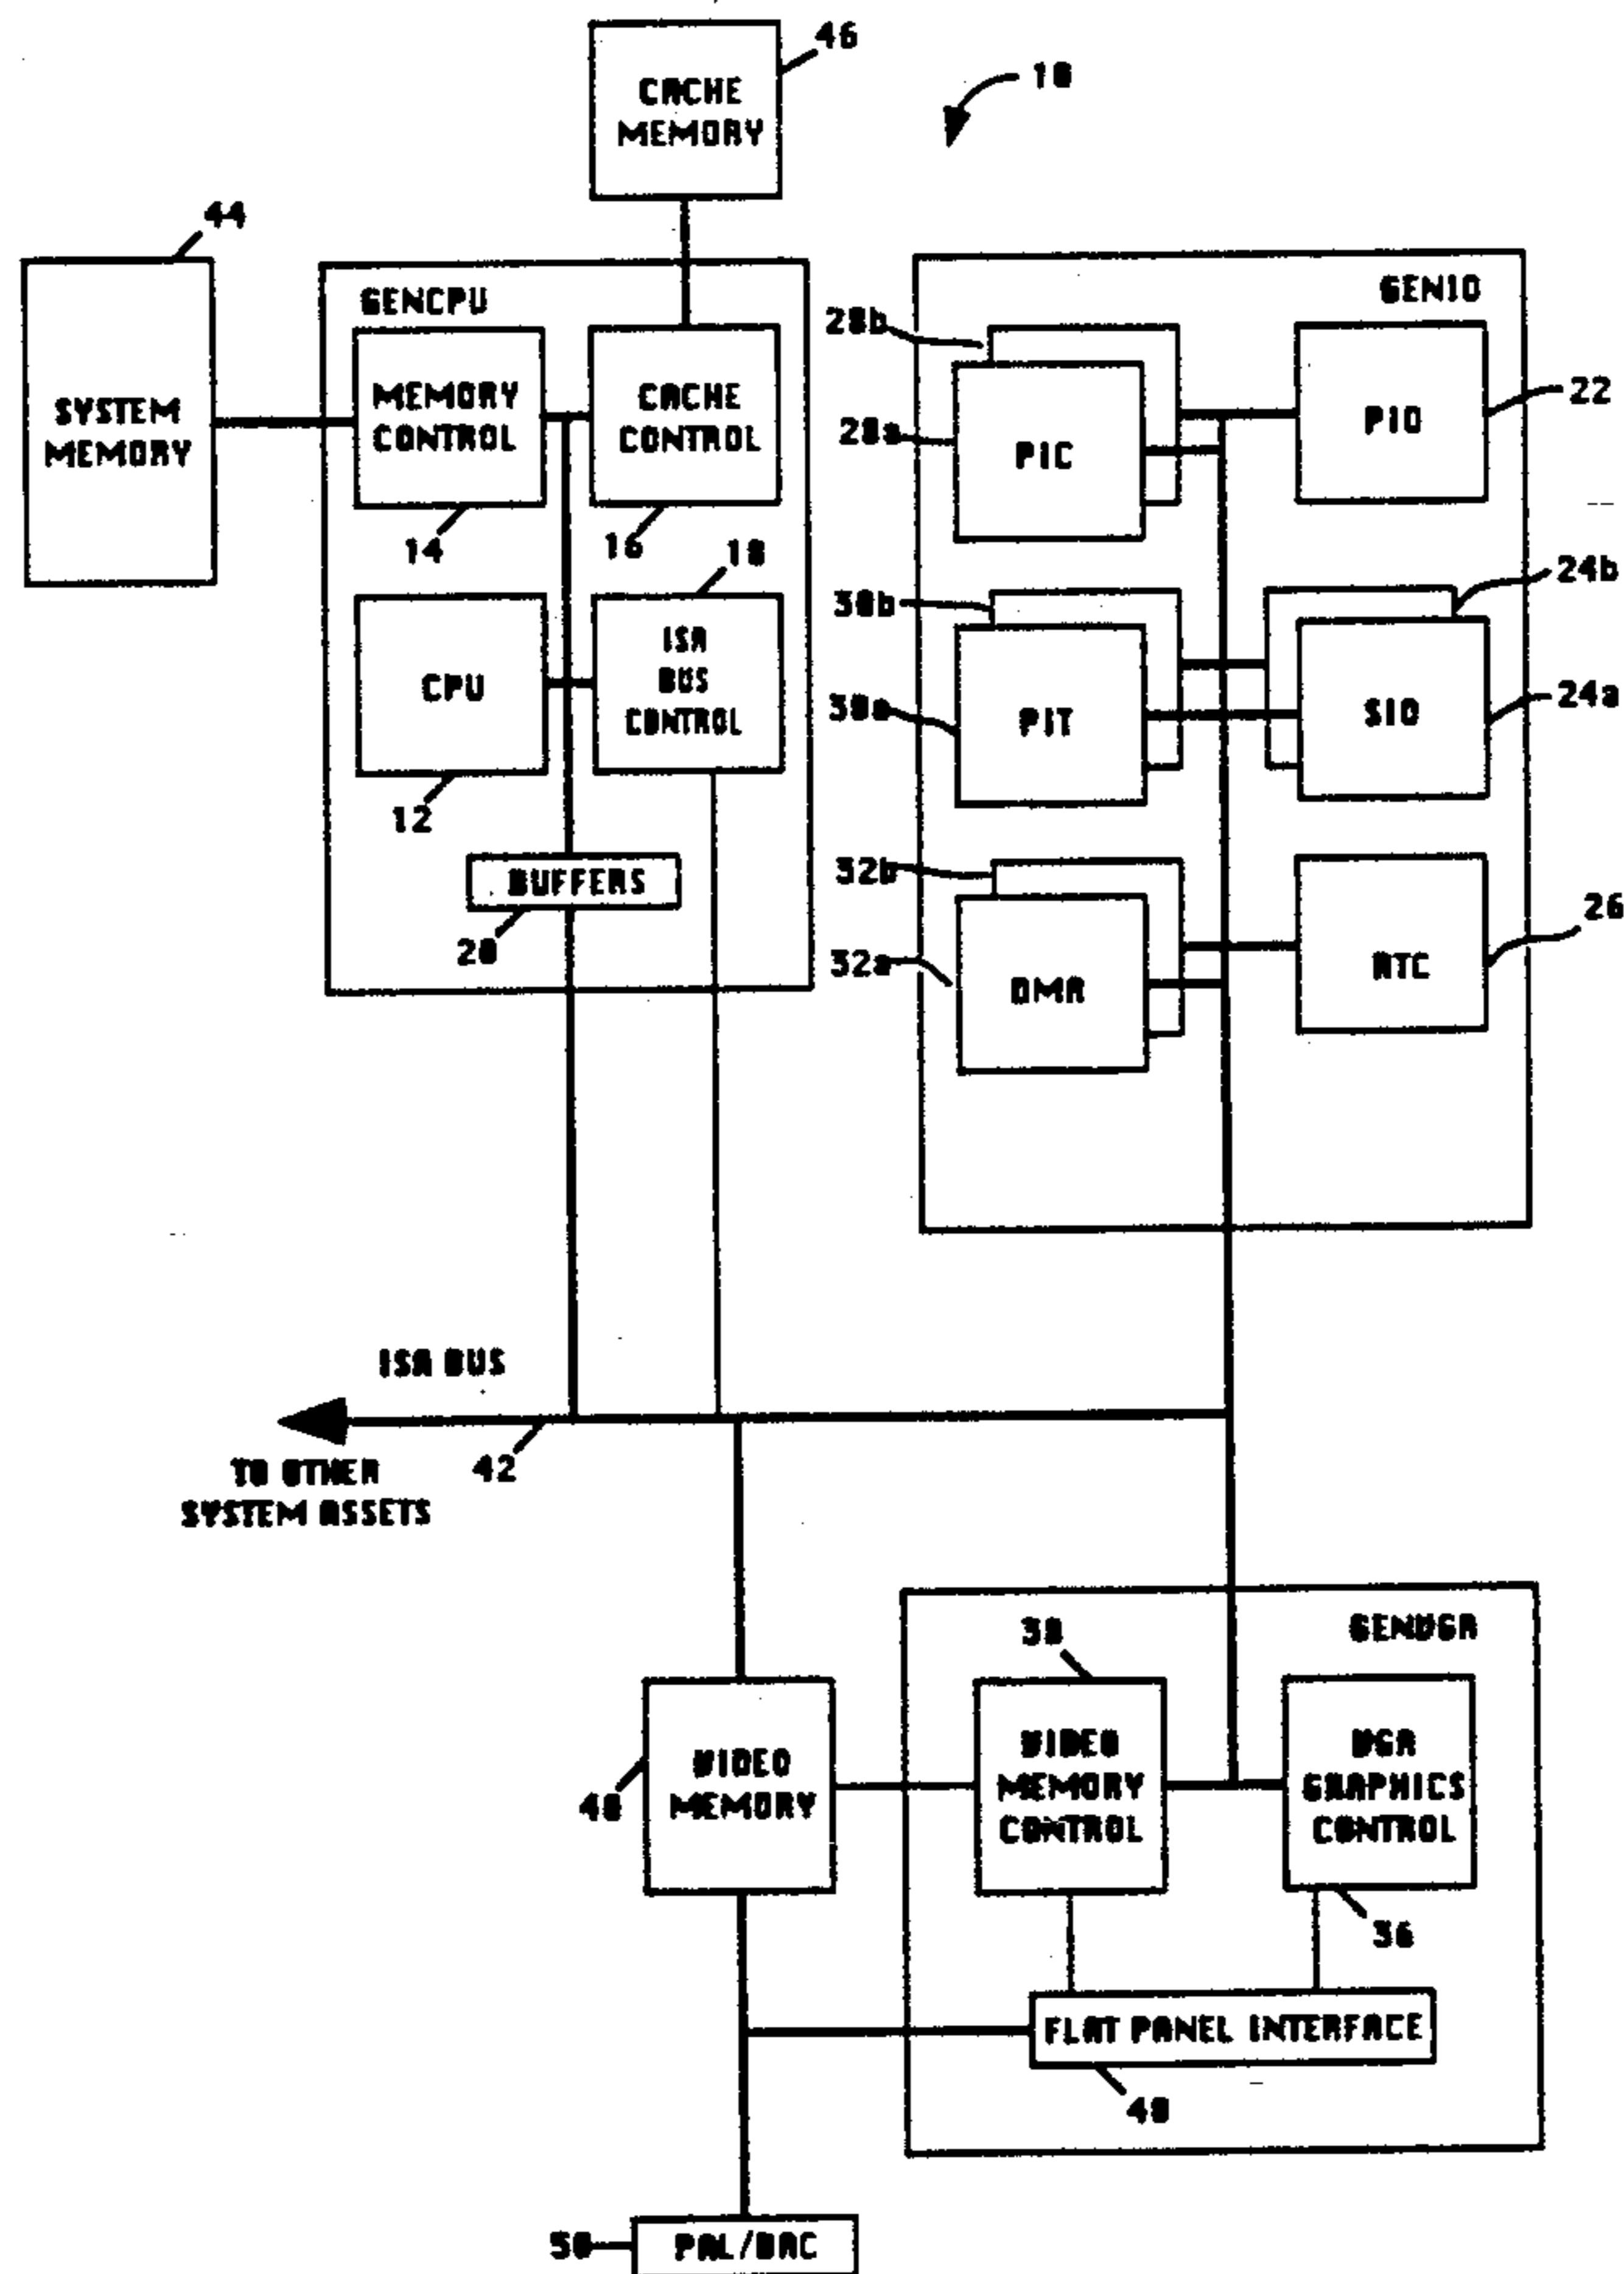 46
CACHE
MEMORY
10
44
GENCPU
GENIO
SYSTEM
MEMORY
MEMORY
CONTROL
CACHE
CONTROL
28b
28a
PIC
PIO
22
14
16
18
CPU
ISA
BUS
CONTROL
30b
30a
PIT
24b
SIO
24a
12
BUFFERS
20
32b
32a
DMA
RTC
26
ISA BUS
42
TO OTHER
SYSTEM ASSETS
GENVGA
38
VIDEO
MEMORY
VIDEO
MEMORY
CONTROL
VGA
GRAPHICS
CONTROL
36
FLAT PANEL INTERFACE
40
50
PAL/DAC